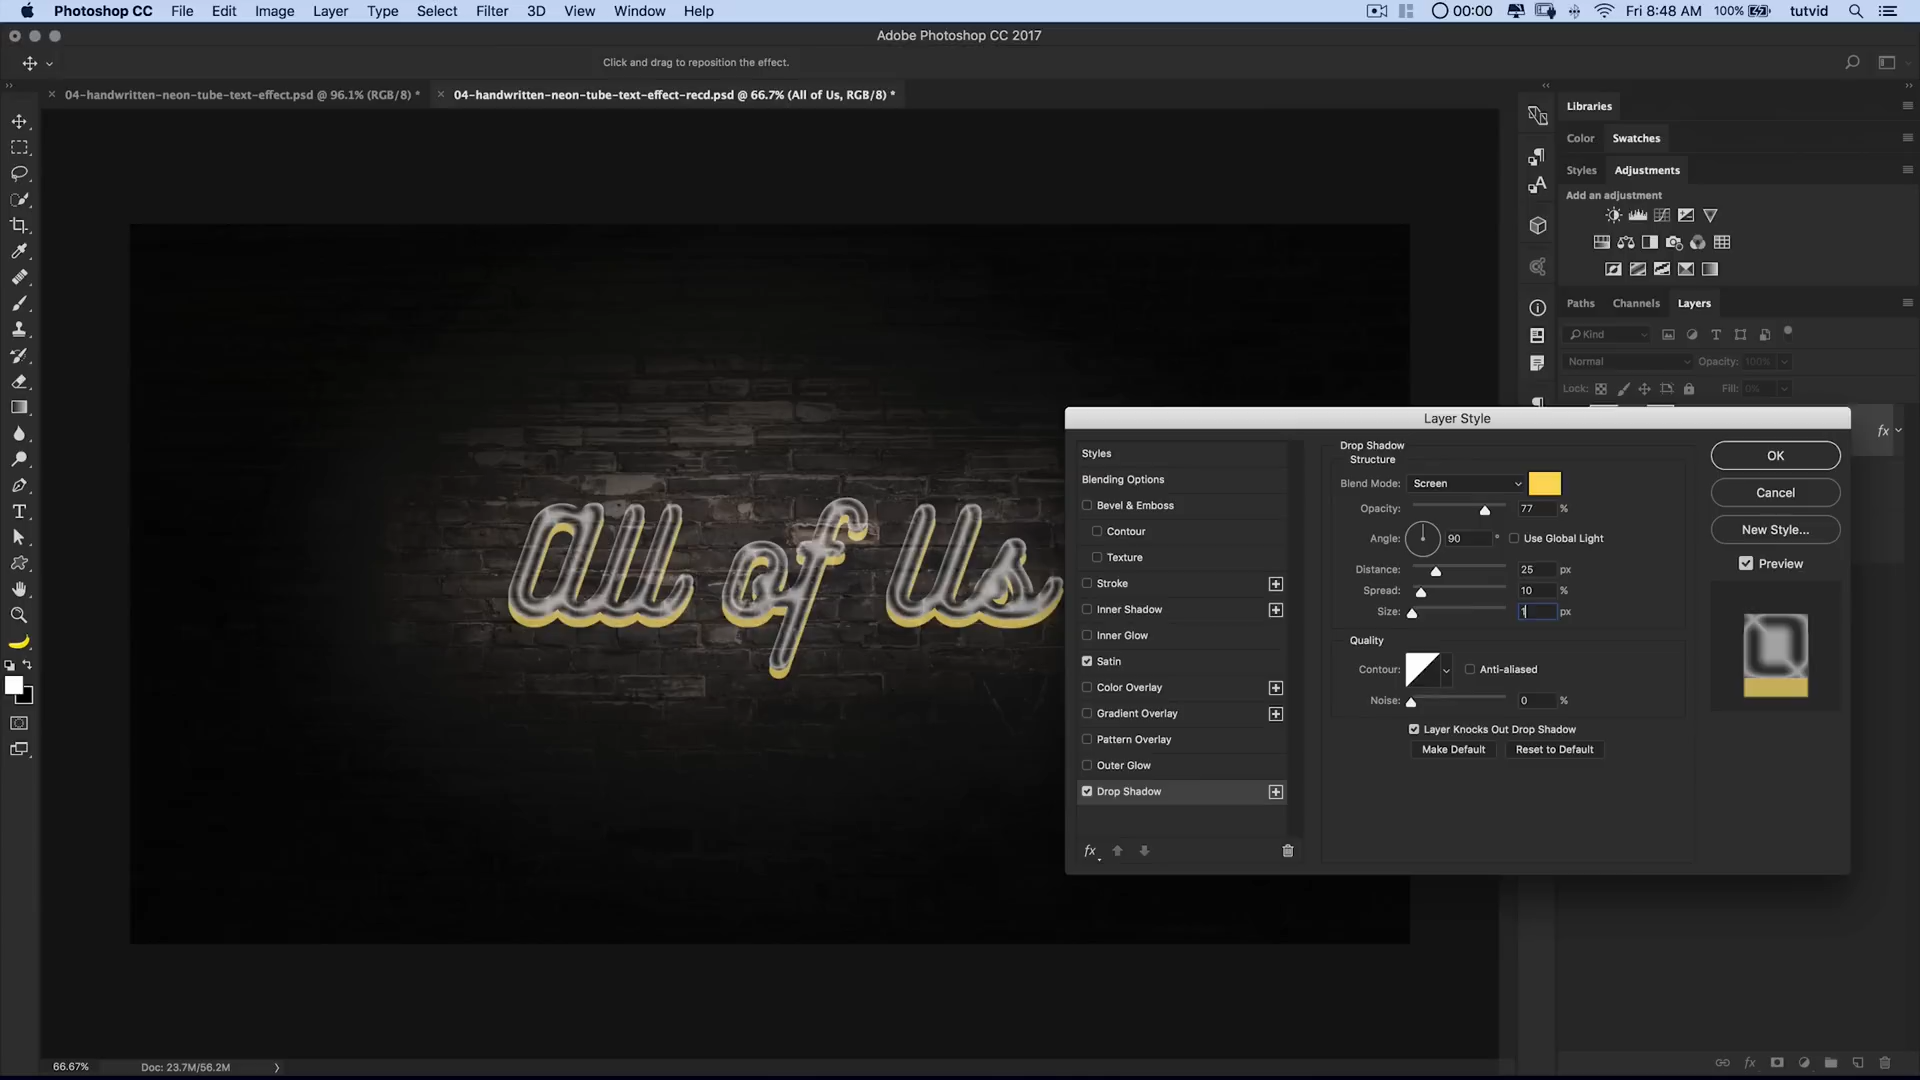 Photoshop CC File Edit Image Layer Type Select Filter 3D View Window Help 00:00 Fri 8:48 AM 100% tutvid
Adobe Photoshop CC 2017
Click and drag to reposition the effect.
04-handwritten-neon-tube-text-effect.psd @ 96.1% (RGB/8) *
04-handwritten-neon-tube-text-effect-recd.psd @ 66.7% (All of Us, RGB/8) *
Libraries
Color Swatches
Styles Adjustments
Add an adjustment
Paths Channels Layers
Kind
Normal Opacity: 100%
Lock: Fill: 0%
All of Us
Layer Style
Styles
Blending Options
Bevel & Emboss
Contour
Texture
Stroke
Inner Shadow
Inner Glow
Satin
Color Overlay
Gradient Overlay
Pattern Overlay
Outer Glow
Drop Shadow
fx
Drop Shadow
Structure
Blend Mode: Screen
Opacity: 77 %
Angle: 90 ° Use Global Light
Distance: 25 px
Spread: 10 %
Size: 1 px
Quality
Contour: Anti-aliased
Noise: 0 %
Layer Knocks Out Drop Shadow
Make Default Reset to Default
OK
Cancel
New Style...
Preview
fx
66.67% Doc: 23.7M/56.2M
fx